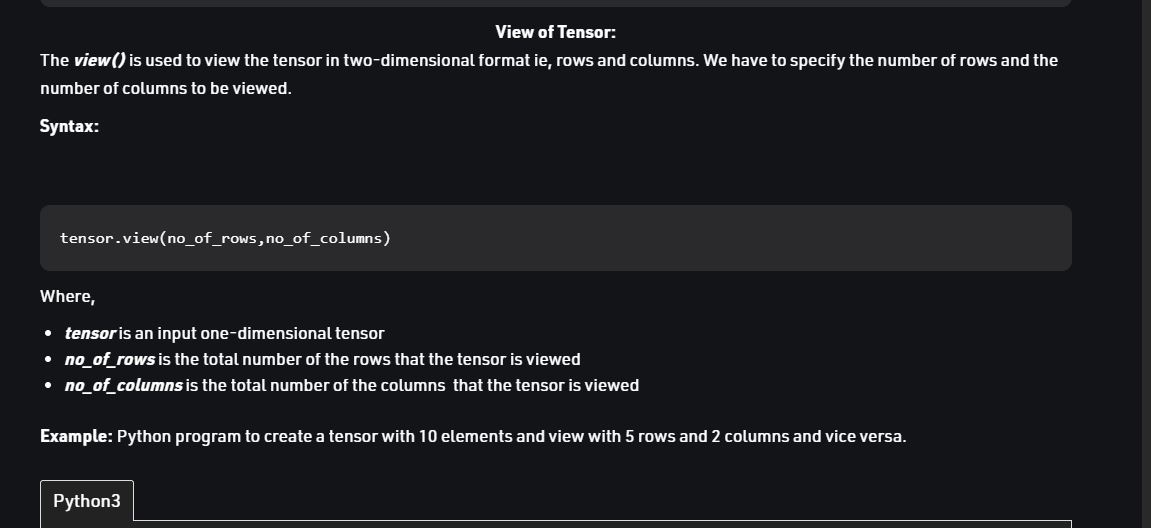 View of Tensor:
The view() is used to view the tensor in two-dimensional format ie, rows and columns. We have to specify the number of rows and the
number of columns to be viewed.
Syntax:
tensor.view(no_of_rows,no_of_columns)
Where,
• tensor is an input one-dimensional tensor
• no_of_rows is the total number of the rows that the tensor is viewed
• no_of_columns is the total number of the columns  that the tensor is viewed
Example: Python program to create a tensor with 10 elements and view with 5 rows and 2 columns and vice versa.
Python3